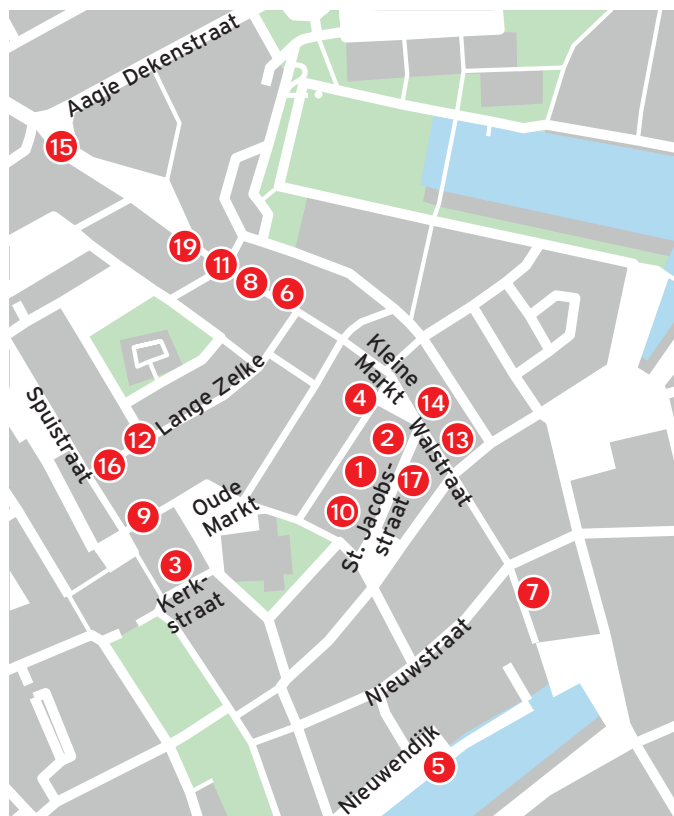 Aagje Dekenstraat
15
19
11
8
6
Kleine
Markt
4
14
Lange Zelke
Spuistraat
12
2
13
16
1
Walstraat
17
Oude
Markt
9
10
St. Jacobs-
straat
3
Kerk-
straat
7
Nieuwstraat
Nieuwendijk
5